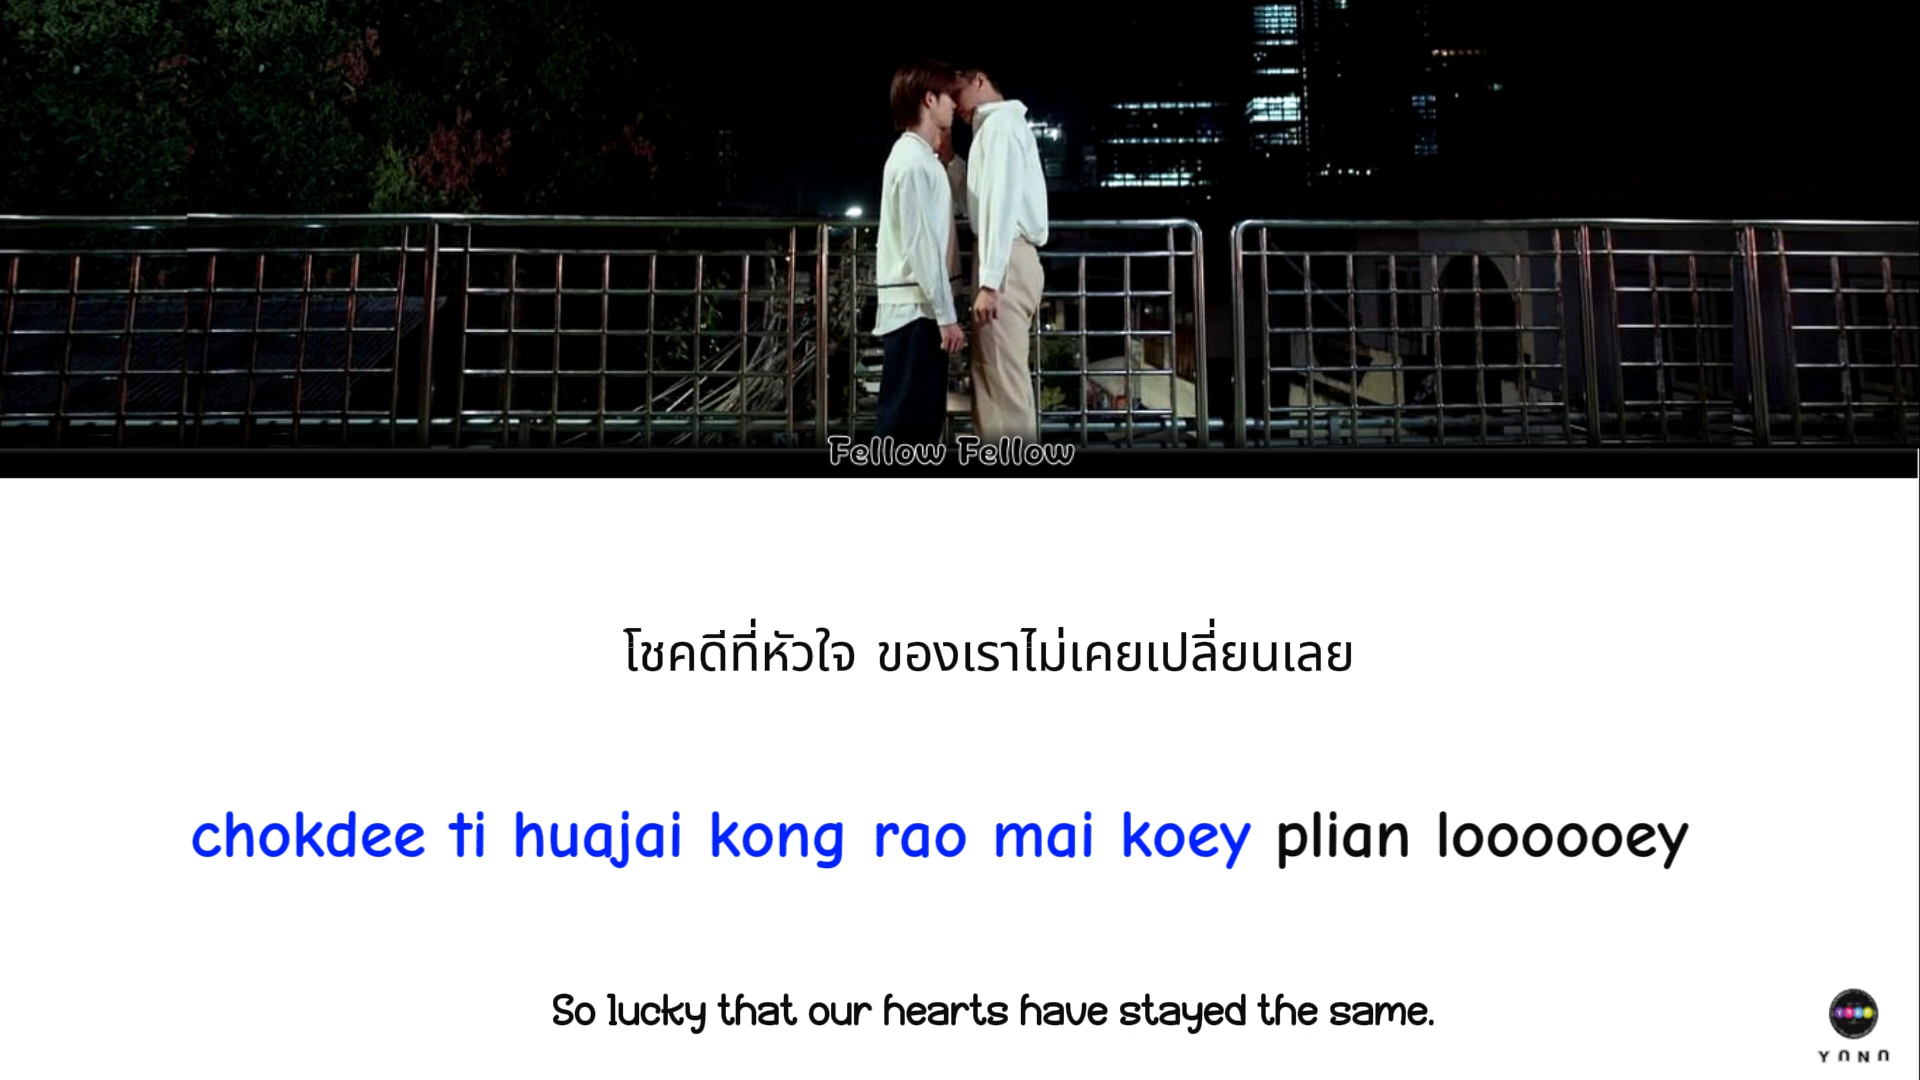 Fellow Fellow
โชคดีที่หัวใจ ของเราไม่เคยเปลี่ยนเลย
chokdee ti huajai kong rao mai koey plian loooooey
So lucky that our hearts have stayed the same.
YANA